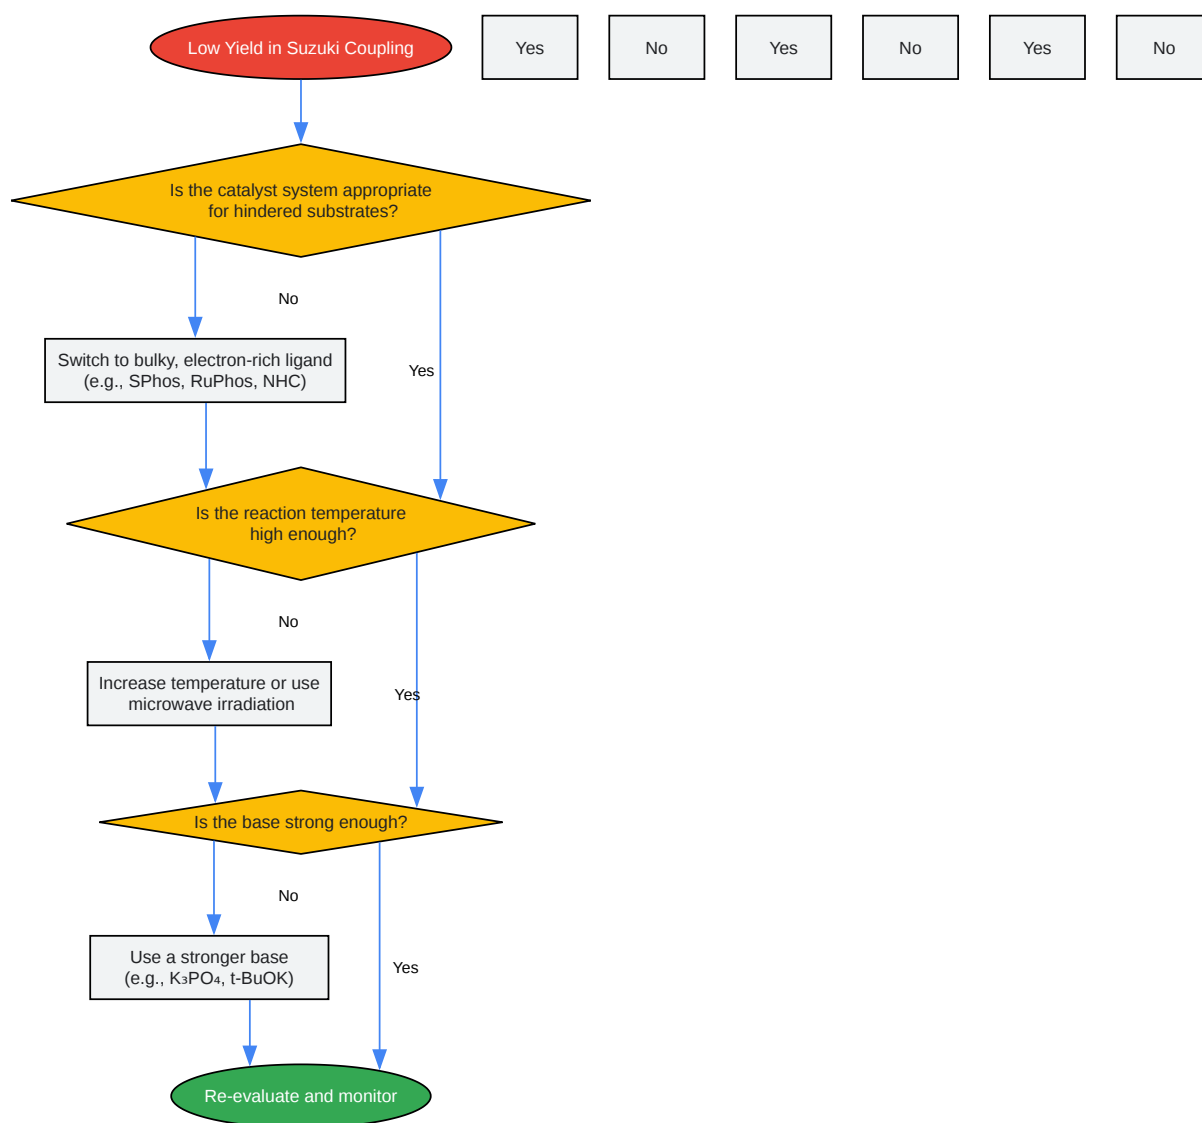 Low Yield in Suzuki Coupling
Yes
No
Yes
No
Yes
No
Is the catalyst system appropriate
for hindered substrates?
No
Switch to bulky, electron-rich ligand
(e.g., SPhos, RuPhos, NHC)
Yes
Is the reaction temperature
high enough?
No
Increase temperature or use
microwave irradiation
Yes
Is the base strong enough?
No
Use a stronger base
(e.g., K₃PO₄, t-BuOK)
Yes
Re-evaluate and monitor